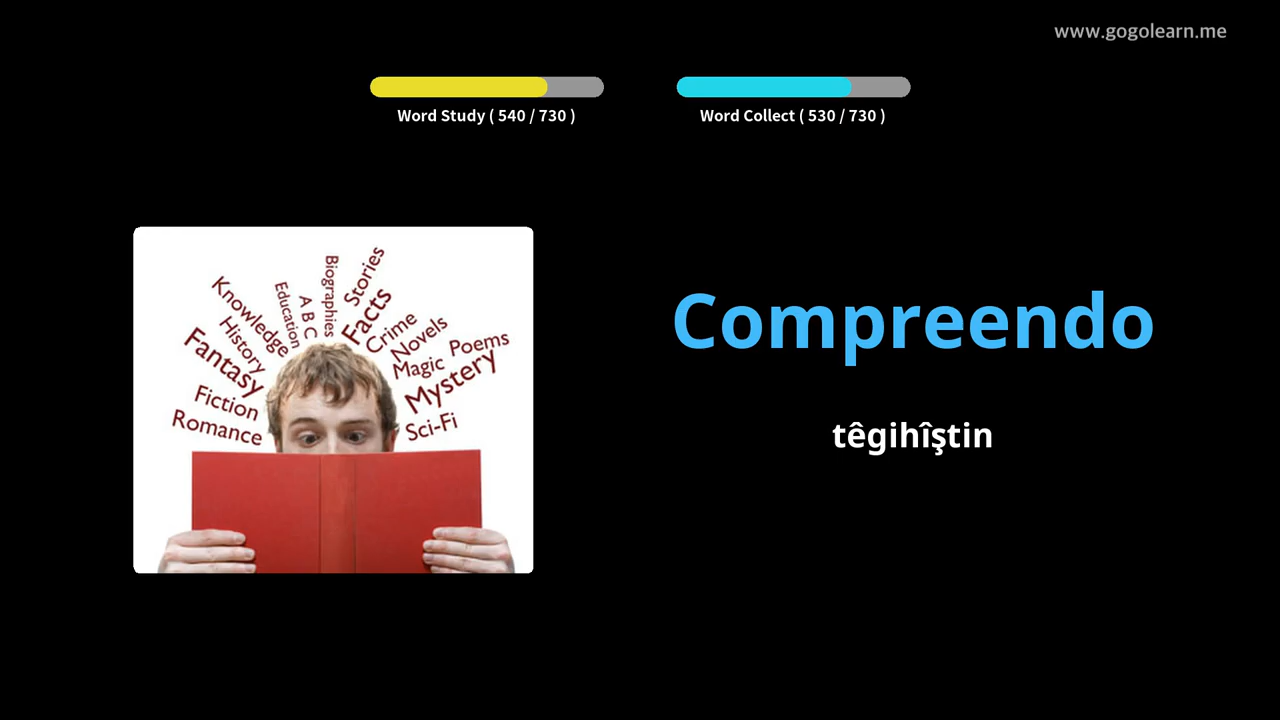 www.gogolearn.me
Word Study ( 540 / 730 )
Word Collect ( 530 / 730 )
Biographies
Stories
Education
A B C
Facts
Knowledge
Crime
Novels
History
Poems
Fantasy
Magic
Mystery
Fiction
Romance
Sci-Fi
Compreendo
têgihîştin